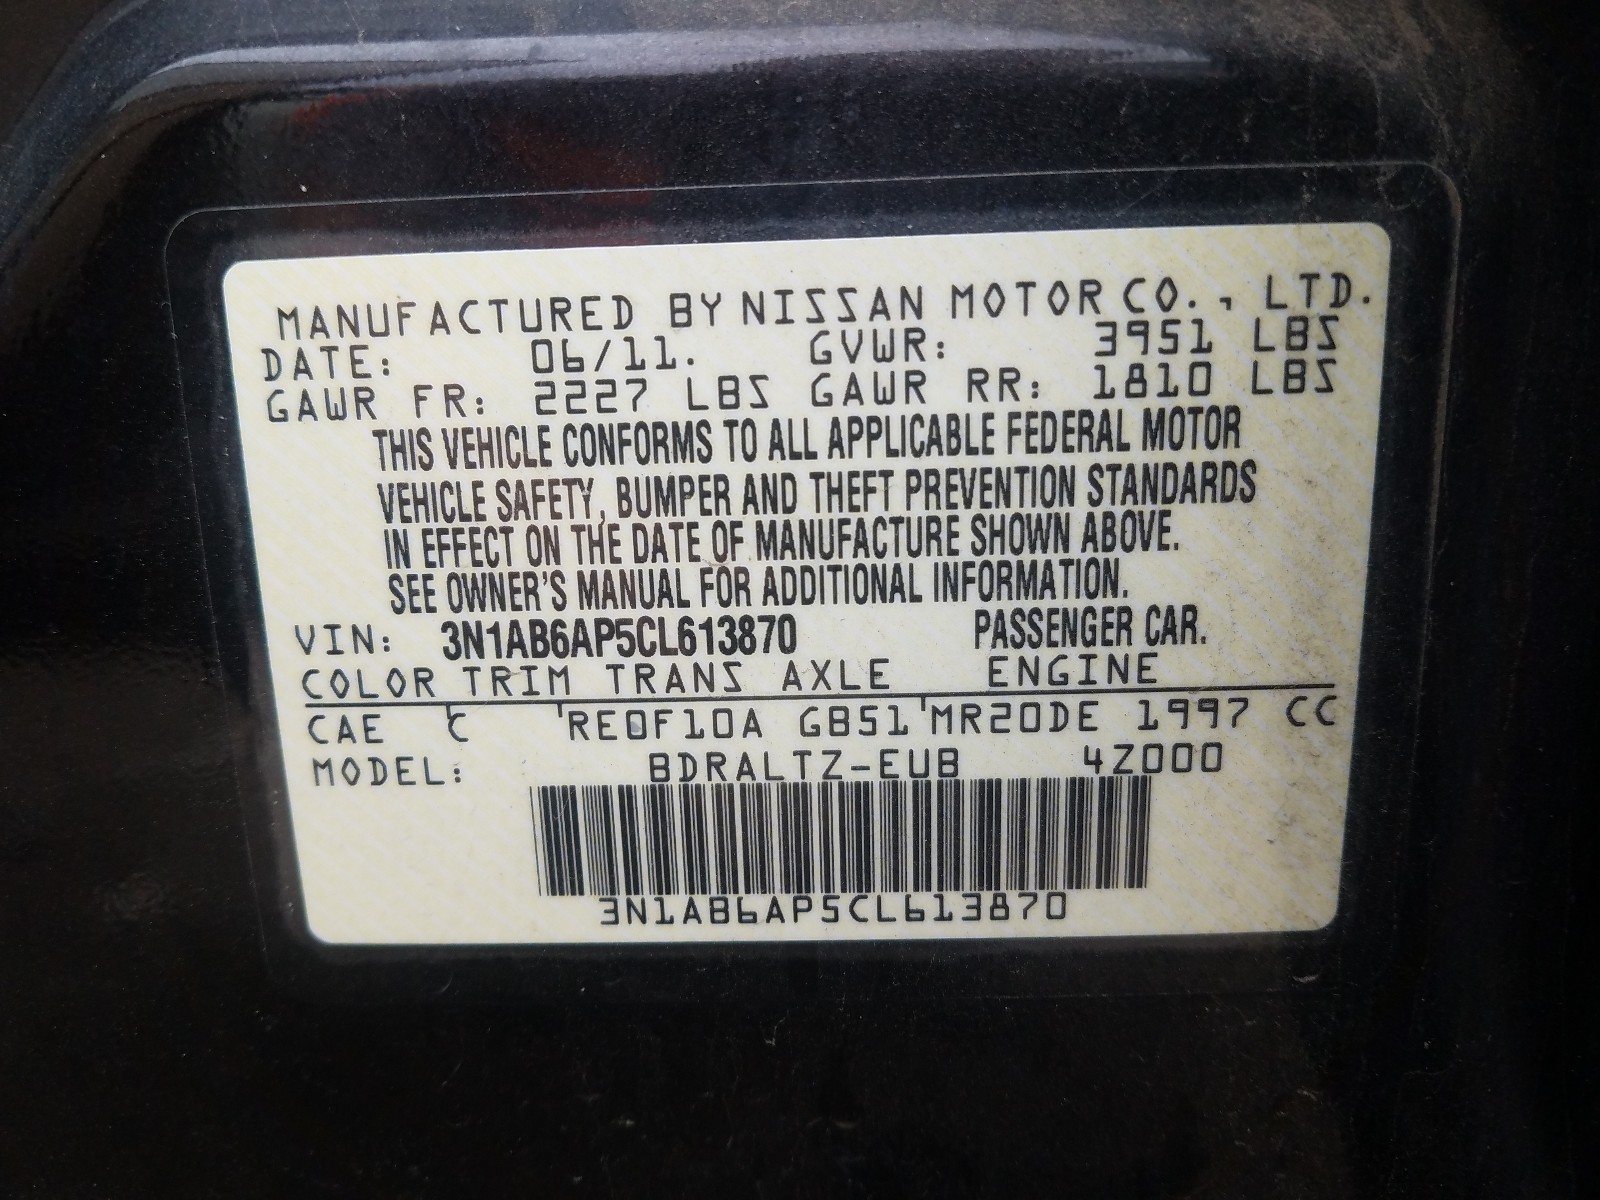 MANUFACTURED BY NISSAN MOTOR CO., LTD.
DATE: 06/11. GVWR: 3951 LBS
GAWR FR: 2227 LBS GAWR RR: 1810 LBS
THIS VEHICLE CONFORMS TO ALL APPLICABLE FEDERAL MOTOR
VEHICLE SAFETY, BUMPER AND THEFT PREVENTION STANDARDS
IN EFFECT ON THE DATE OF MANUFACTURE SHOWN ABOVE.
SEE OWNER'S MANUAL FOR ADDITIONAL INFORMATION.
VIN: 3N1AB6AP5CL613870 PASSENGER CAR.
COLOR TRIM TRANS AXLE ENGINE
CAE C RE0F10A GB51 MR20DE 1997 CC
MODEL: BDRALTZ-EUB 4Z000
3N1AB6AP5CL613870